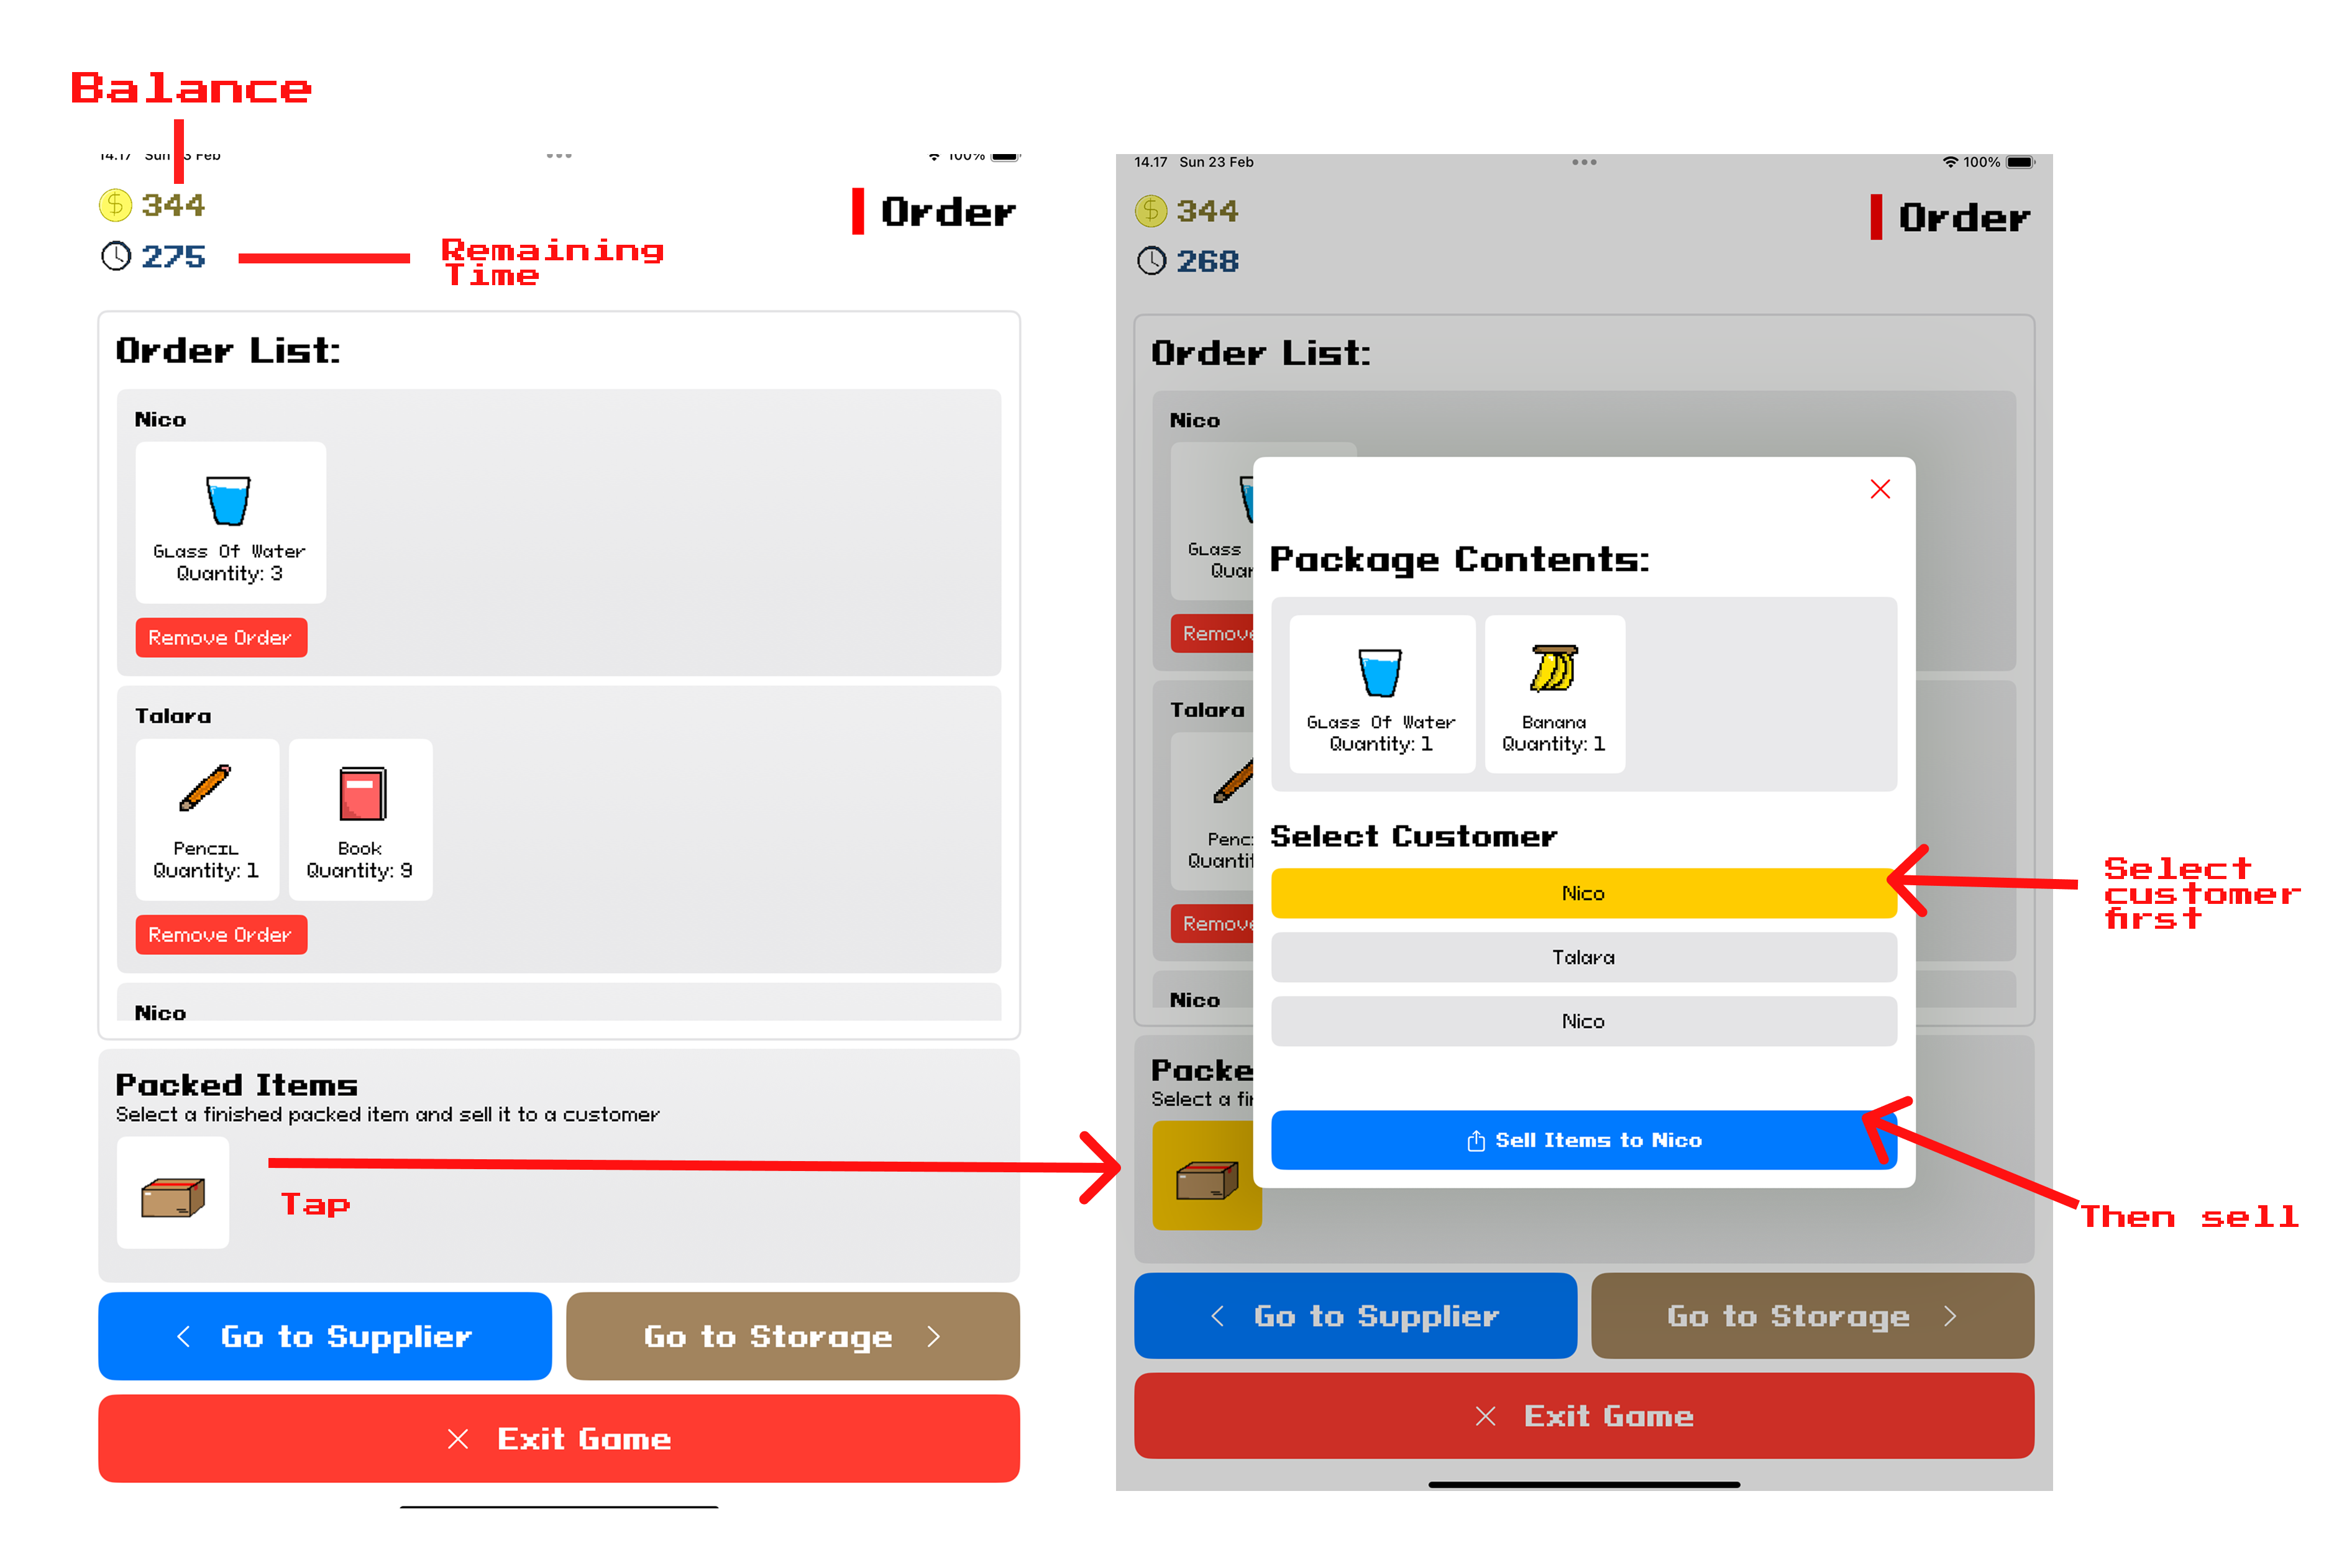 Balance
14.17 Sun 23 Feb
100%
344
Order
275
Remaining
Time
Order List:
Nico
Glass Of Water
Quantity: 3
Remove Order
Talara
Pencil
Quantity: 1
Book
Quantity: 9
Remove Order
Nico
Packed Items
Select a finished packed item and sell it to a customer
Tap
Go to Supplier
Go to Storage
Exit Game
14.17 Sun 23 Feb
100%
344
Order
268
Order List:
Nico
Glass
Quan
Remove
Talara
Penci
Quantit
Remove
Nico
Packe
Select a fin
Package Contents:
Glass Of Water
Quantity: 1
Banana
Quantity: 1
Select Customer
Nico
Talara
Nico
Sell Items to Nico
Select
customer
first
Then sell
Go to Supplier
Go to Storage
Exit Game